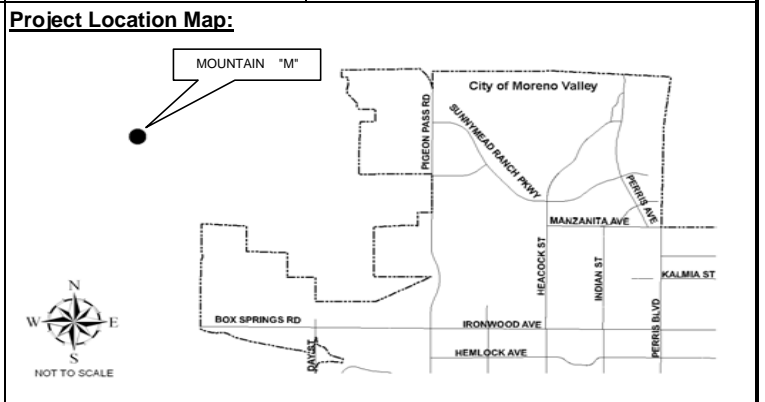 Project Location Map:
MOUNTAIN "M"
City of Moreno Valley
PIGEON PASS RD
SUNNYMEAD RANCH PKWY
PERRIS AVE
MANZANITA AVE
HEACOCK ST
INDIAN ST
KALMIA ST
PERRIS BLVD
N
W E
S
NOT TO SCALE
BOX SPRINGS RD
IRONWOOD AVE
DAY ST
HEMLOCK AVE